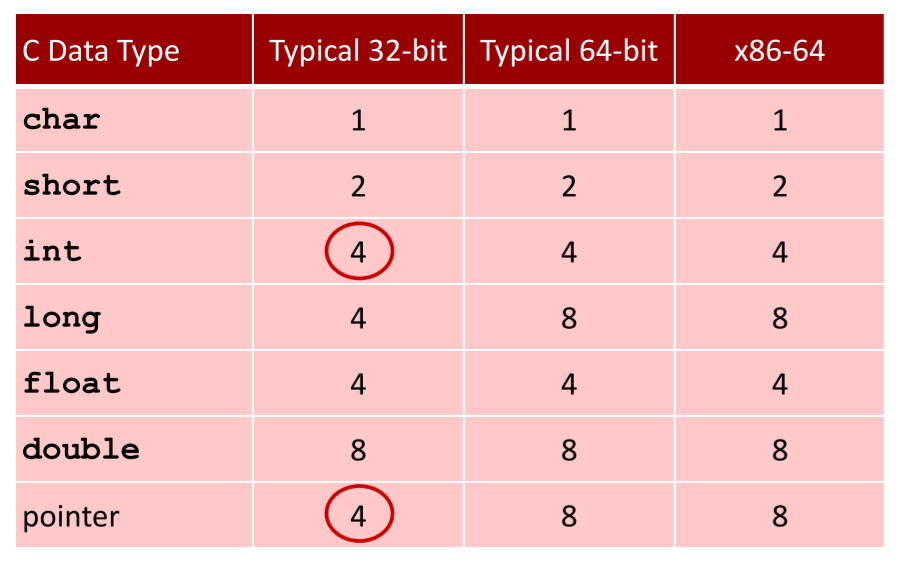 C Data Type Typical 32-bit Typical 64-bit x86-64
char 1 1 1
short 2 2 2
int 4 4 4
long 4 8 8
float 4 4 4
double 8 8 8
pointer 4 8 8